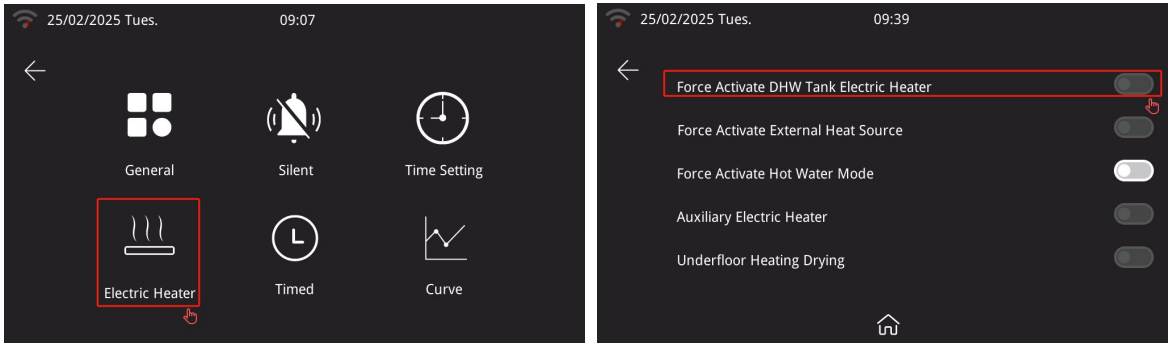 25/02/2025 Tues. 09:07
General Silent Time Setting
Electric Heater Timed Curve
25/02/2025 Tues. 09:39
Force Activate DHW Tank Electric Heater
Force Activate External Heat Source
Force Activate Hot Water Mode
Auxiliary Electric Heater
Underfloor Heating Drying